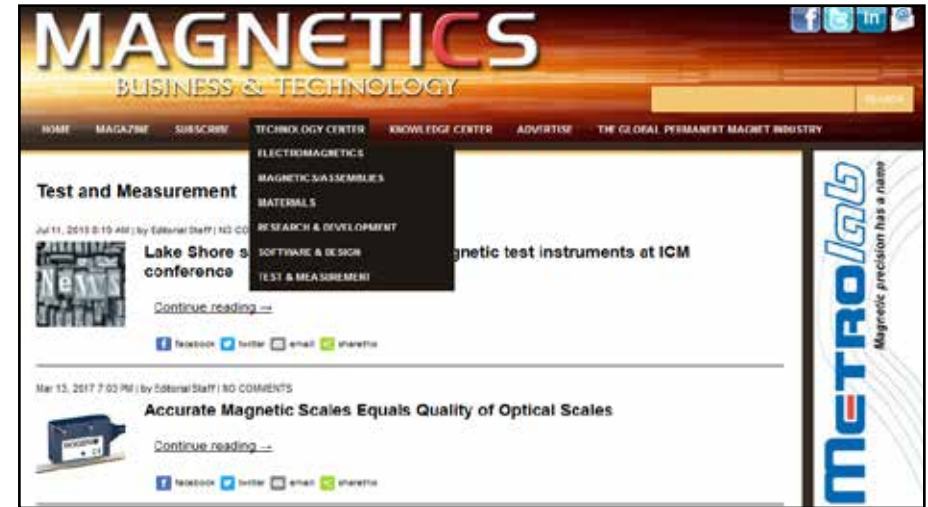 MAGNETICS
BUSINESS & TECHNOLOGY
SEARCH
HOME MAGAZINE SUBSCRIBE TECHNOLOGY CENTER KNOWLEDGE CENTER ADVERTISE THE GLOBAL PERMANENT MAGNET INDUSTRY
ELECTROMAGNETICS
MAGNETICS/ASSEMBLIES
MATERIALS
RESEARCH & DEVELOPMENT
SOFTWARE & DESIGN
TEST & MEASUREMENT
Test and Measurement
by Editorial Staff | NO CO
Lake Shore s gnetic test instruments at ICM
conference
NeWS
Continue reading →
facebook twitter email sharethis
Mar 13, 2017 7:03 PM | by Editorial Staff | NO COMMENTS
Accurate Magnetic Scales Equals Quality of Optical Scales
Continue reading →
facebook twitter email sharethis
METROlab
Magnetic precision has a name